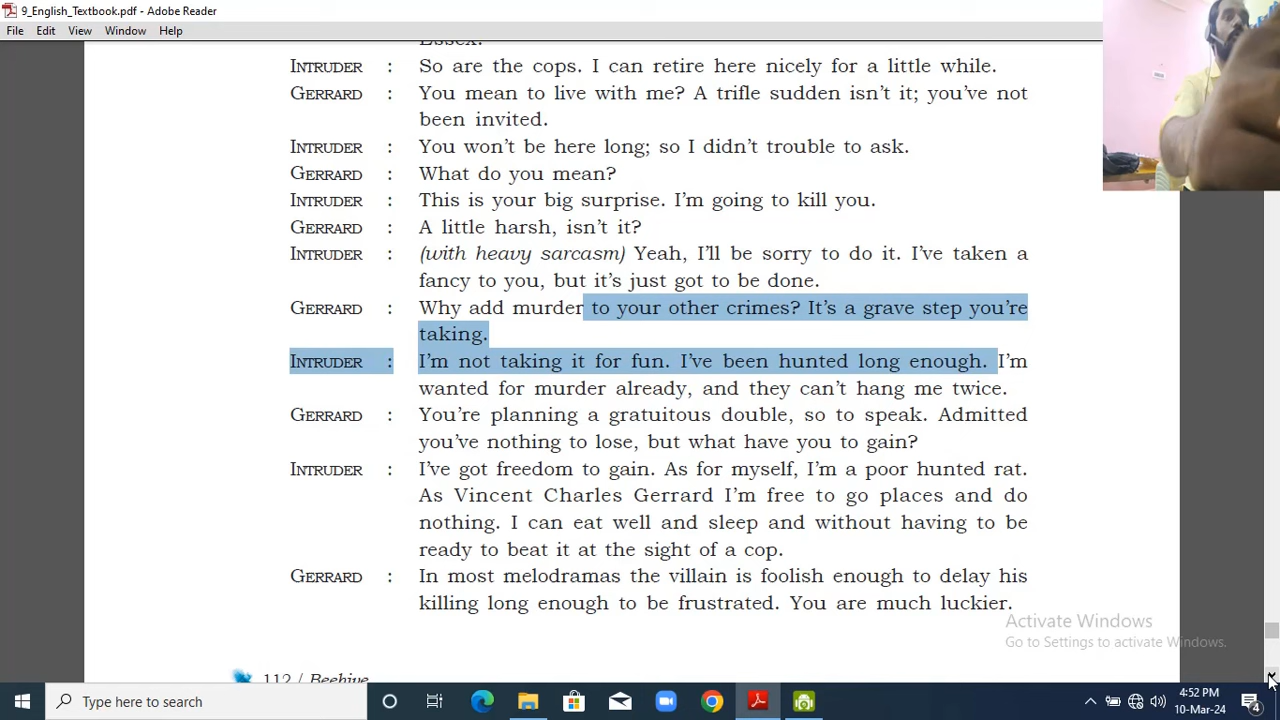 9_English_Textbook.pdf - Adobe Reader
File Edit View Window Help
Essex.
INTRUDER : So are the cops. I can retire here nicely for a little while.
GERRARD : You mean to live with me? A trifle sudden isn't it; you've not
been invited.
INTRUDER : You won't be here long; so I didn't trouble to ask.
GERRARD : What do you mean?
INTRUDER : This is your big surprise. I'm going to kill you.
GERRARD : A little harsh, isn't it?
INTRUDER : (with heavy sarcasm) Yeah, I'll be sorry to do it. I've taken a
fancy to you, but it's just got to be done.
GERRARD : Why add murder to your other crimes? It's a grave step you're
taking.
INTRUDER : I'm not taking it for fun. I've been hunted long enough. I'm
wanted for murder already, and they can't hang me twice.
GERRARD : You're planning a gratuitous double, so to speak. Admitted
you've nothing to lose, but what have you to gain?
INTRUDER : I've got freedom to gain. As for myself, I'm a poor hunted rat.
As Vincent Charles Gerrard I'm free to go places and do
nothing. I can eat well and sleep and without having to be
ready to beat it at the sight of a cop.
GERRARD : In most melodramas the villain is foolish enough to delay his
killing long enough to be frustrated. You are much luckier.
Activate Windows
Go to Settings to activate Windows.
112 / Beehive
Type here to search
4:52 PM
10-Mar-24
4